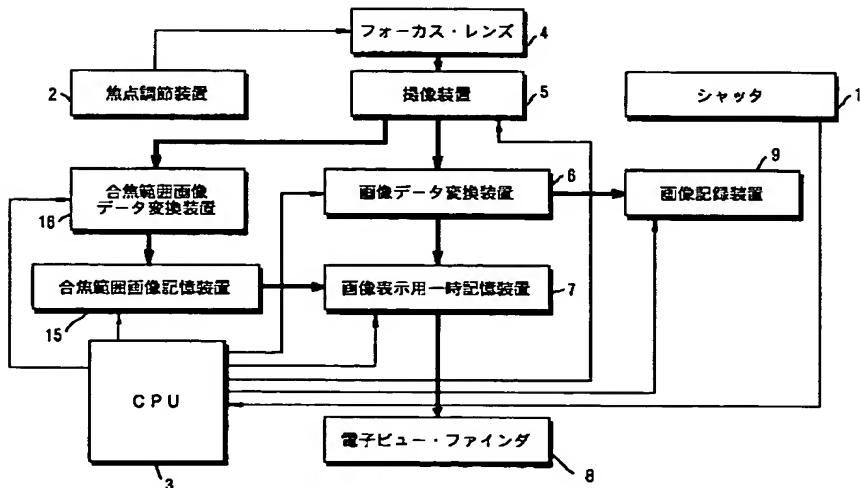 フォーカス・レンズ
4
2
焦点調節装置
撮像装置
5
シャッタ
1
合焦範囲画像
データ変換装置
16
画像データ変換装置
6
9
画像記録装置
合焦範囲画像記憶装置
15
画像表示用一時記憶装置
7
CPU
3
電子ビュー・ファインダ
8